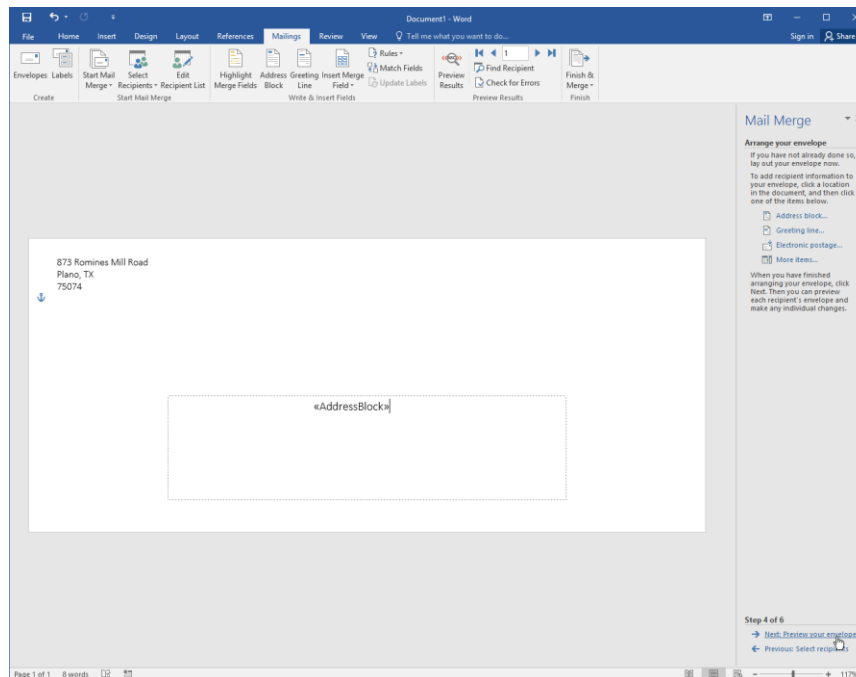 Document1 - Word
File Home Insert Design Layout References Mailings Review View Tell me what you want to do... Sign in Share
Envelopes Labels Start Mail Merge Select Recipients Edit Recipient List Highlight Merge Fields Address Block Greeting Line Insert Merge Field Rules Match Fields Update Labels Preview Results ABC 1 Find Recipient Check for Errors Finish & Merge
Create Start Mail Merge Write & Insert Fields Preview Results Finish
Mail Merge
Arrange your envelope
If you have not already done so,
lay out your envelope now.
To add recipient information to
your envelope, click a location
in the document, and then click
one of the items below.
Address block...
Greeting line...
Electronic postage...
More items...
When you have finished
arranging your envelope, click
Next. Then you can preview
each recipient's envelope and
make any individual changes.
873 Romines Mill Road
Plano, TX
75074
«AddressBlock»
Step 4 of 6
Next: Preview your envelope
Previous: Select recipients
Page 1 of 1 8 words 117%